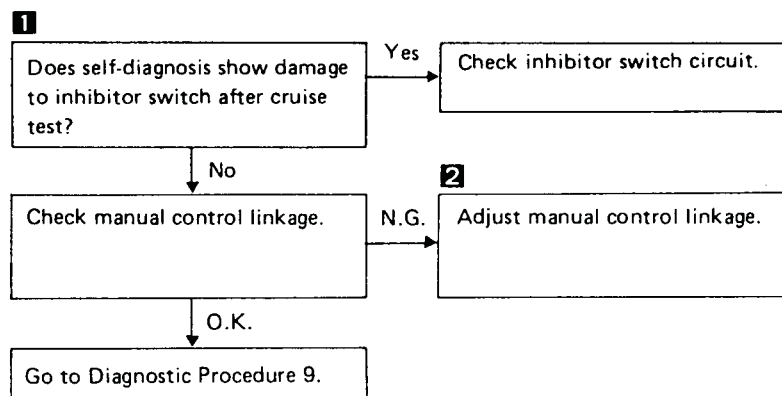 1
Does self-diagnosis show damage
to inhibitor switch after cruise
test?
Yes
Check inhibitor switch circuit.
No
2
Check manual control linkage.
N.G.
Adjust manual control linkage.
O.K.
Go to Diagnostic Procedure 9.